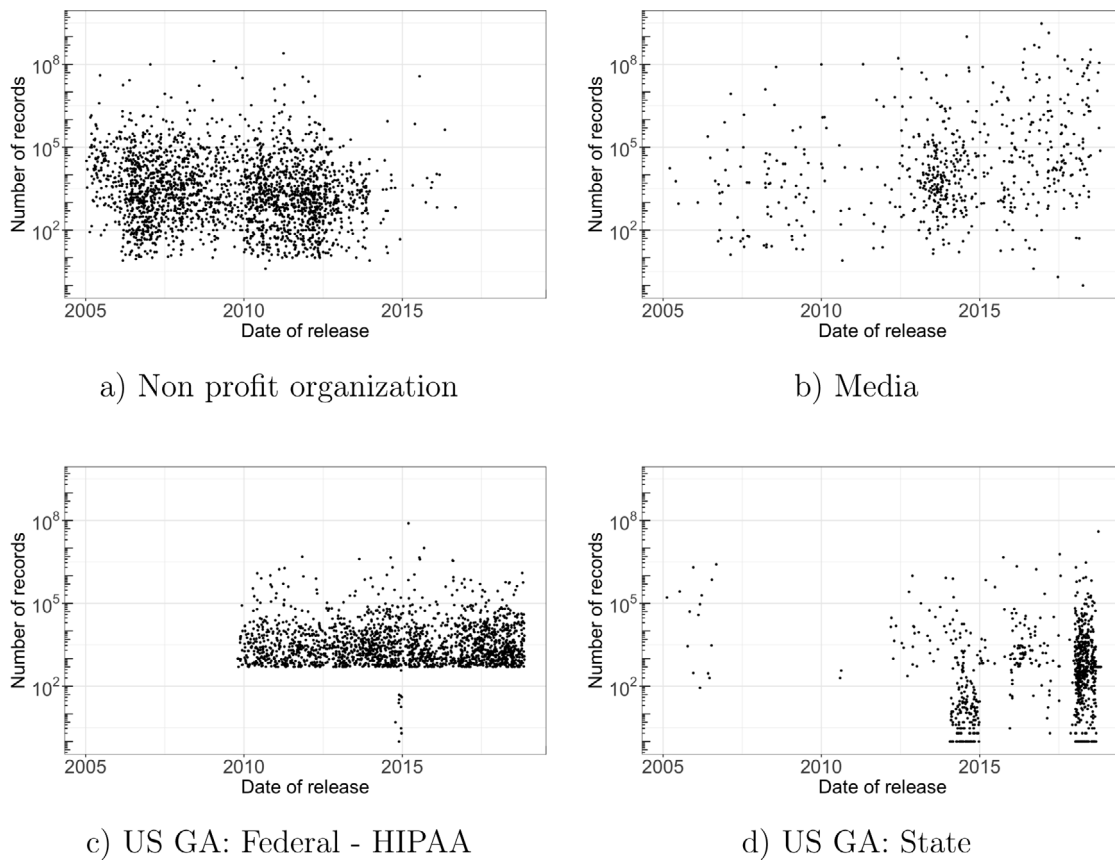 Number of records
10^8
10^5
10^2
2005 2010 2015
Date of release
a) Non profit organization
Number of records
10^8
10^5
10^2
2005 2010 2015
Date of release
b) Media
Number of records
10^8
10^5
10^2
2005 2010 2015
Date of release
c) US GA: Federal - HIPAA
Number of records
10^8
10^5
10^2
2005 2010 2015
Date of release
d) US GA: State